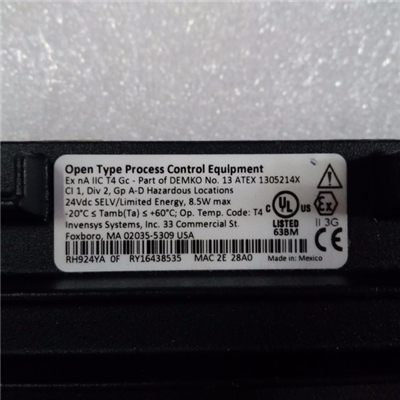 Open Type Process Control Equipment
Ex nA IIC T4 Gc - Part of DEMKO No. 13 ATEX 1305214X
Cl 1, Div 2, Gp A-D Hazardous Locations
24Vdc SELV/Limited Energy, 8.5W max
-20°C ≤ Tamb(Ta) ≤ +60°C; Op. Temp. Code: T4
Invensys Systems, Inc. 33 Commercial St.
Foxboro, MA 02035-5309 USA
C UL US
LISTED
63BM
Ex
II 3G
CE
RH924YA 0F RY16438535 MAC 2E 28A0 Made in: Mexico